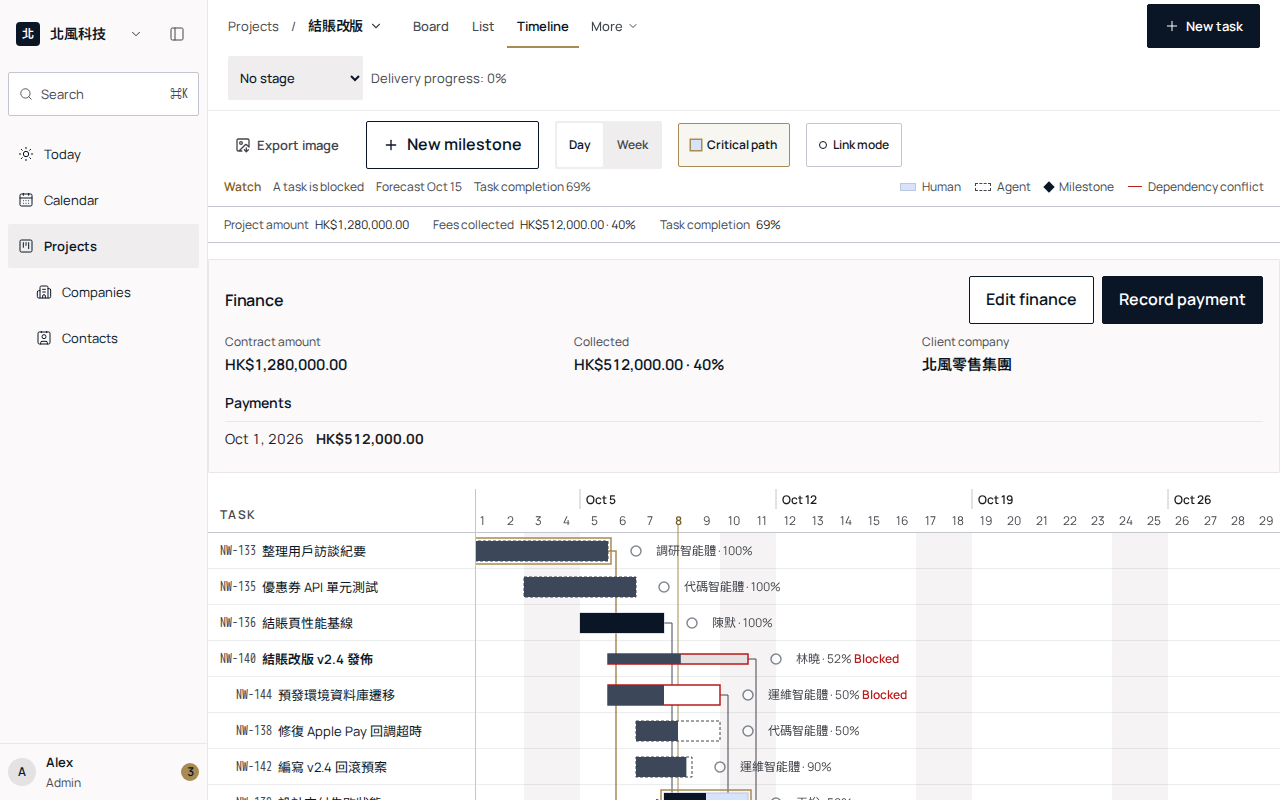 北 北風科技
Search ⌘K
Today
Calendar
Projects
Companies
Contacts
A Alex
Admin
3
Projects / 結賬改版 Board List Timeline More
New task
No stage Delivery progress: 0%
Export image New milestone Day Week Critical path Link mode
Watch A task is blocked Forecast Oct 15 Task completion 69%
Human Agent Milestone Dependency conflict
Project amount HK$1,280,000.00 Fees collected HK$512,000.00 · 40% Task completion 69%
Finance Edit finance Record payment
Contract amount Collected Client company
HK$1,280,000.00 HK$512,000.00 · 40% 北風零售集團
Payments
Oct 1, 2026 HK$512,000.00
Oct 5 Oct 12 Oct 19 Oct 26
TASK 1 2 3 4 5 6 7 8 9 10 11 12 13 14 15 16 17 18 19 20 21 22 23 24 25 26 27 28 29
NW-133 整理用戶訪談紀要 調研智能體 · 100%
NW-135 優惠券 API 單元測試 代碼智能體 · 100%
NW-136 結賬頁性能基線 陳默 · 100%
NW-140 結賬改版 v2.4 發佈 林曉 · 52% Blocked
NW-144 預發環境資料庫遷移 運維智能體 · 50% Blocked
NW-138 修復 Apple Pay 回調超時 代碼智能體 · 50%
NW-142 編寫 v2.4 回滾預案 運維智能體 · 90%